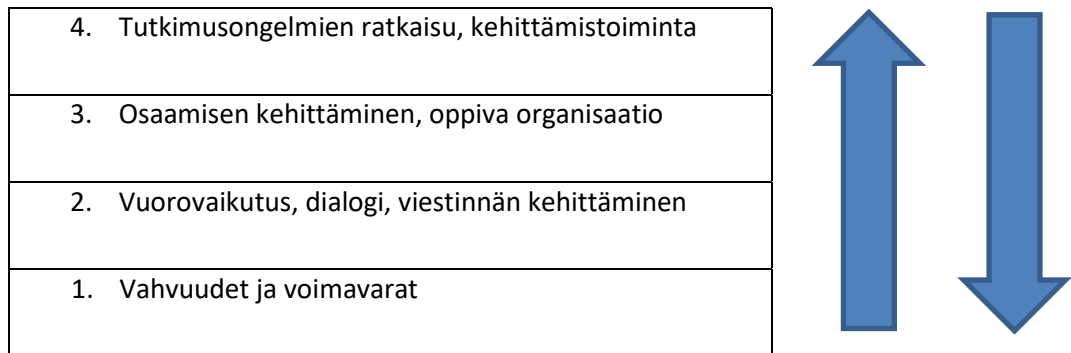 4. Tutkimusongelmien ratkaisu, kehittämistoiminta
3. Osaamisen kehittäminen, oppiva organisaatio
2. Vuorovaikutus, dialogi, viestinnän kehittäminen
1. Vahvuudet ja voimavarat